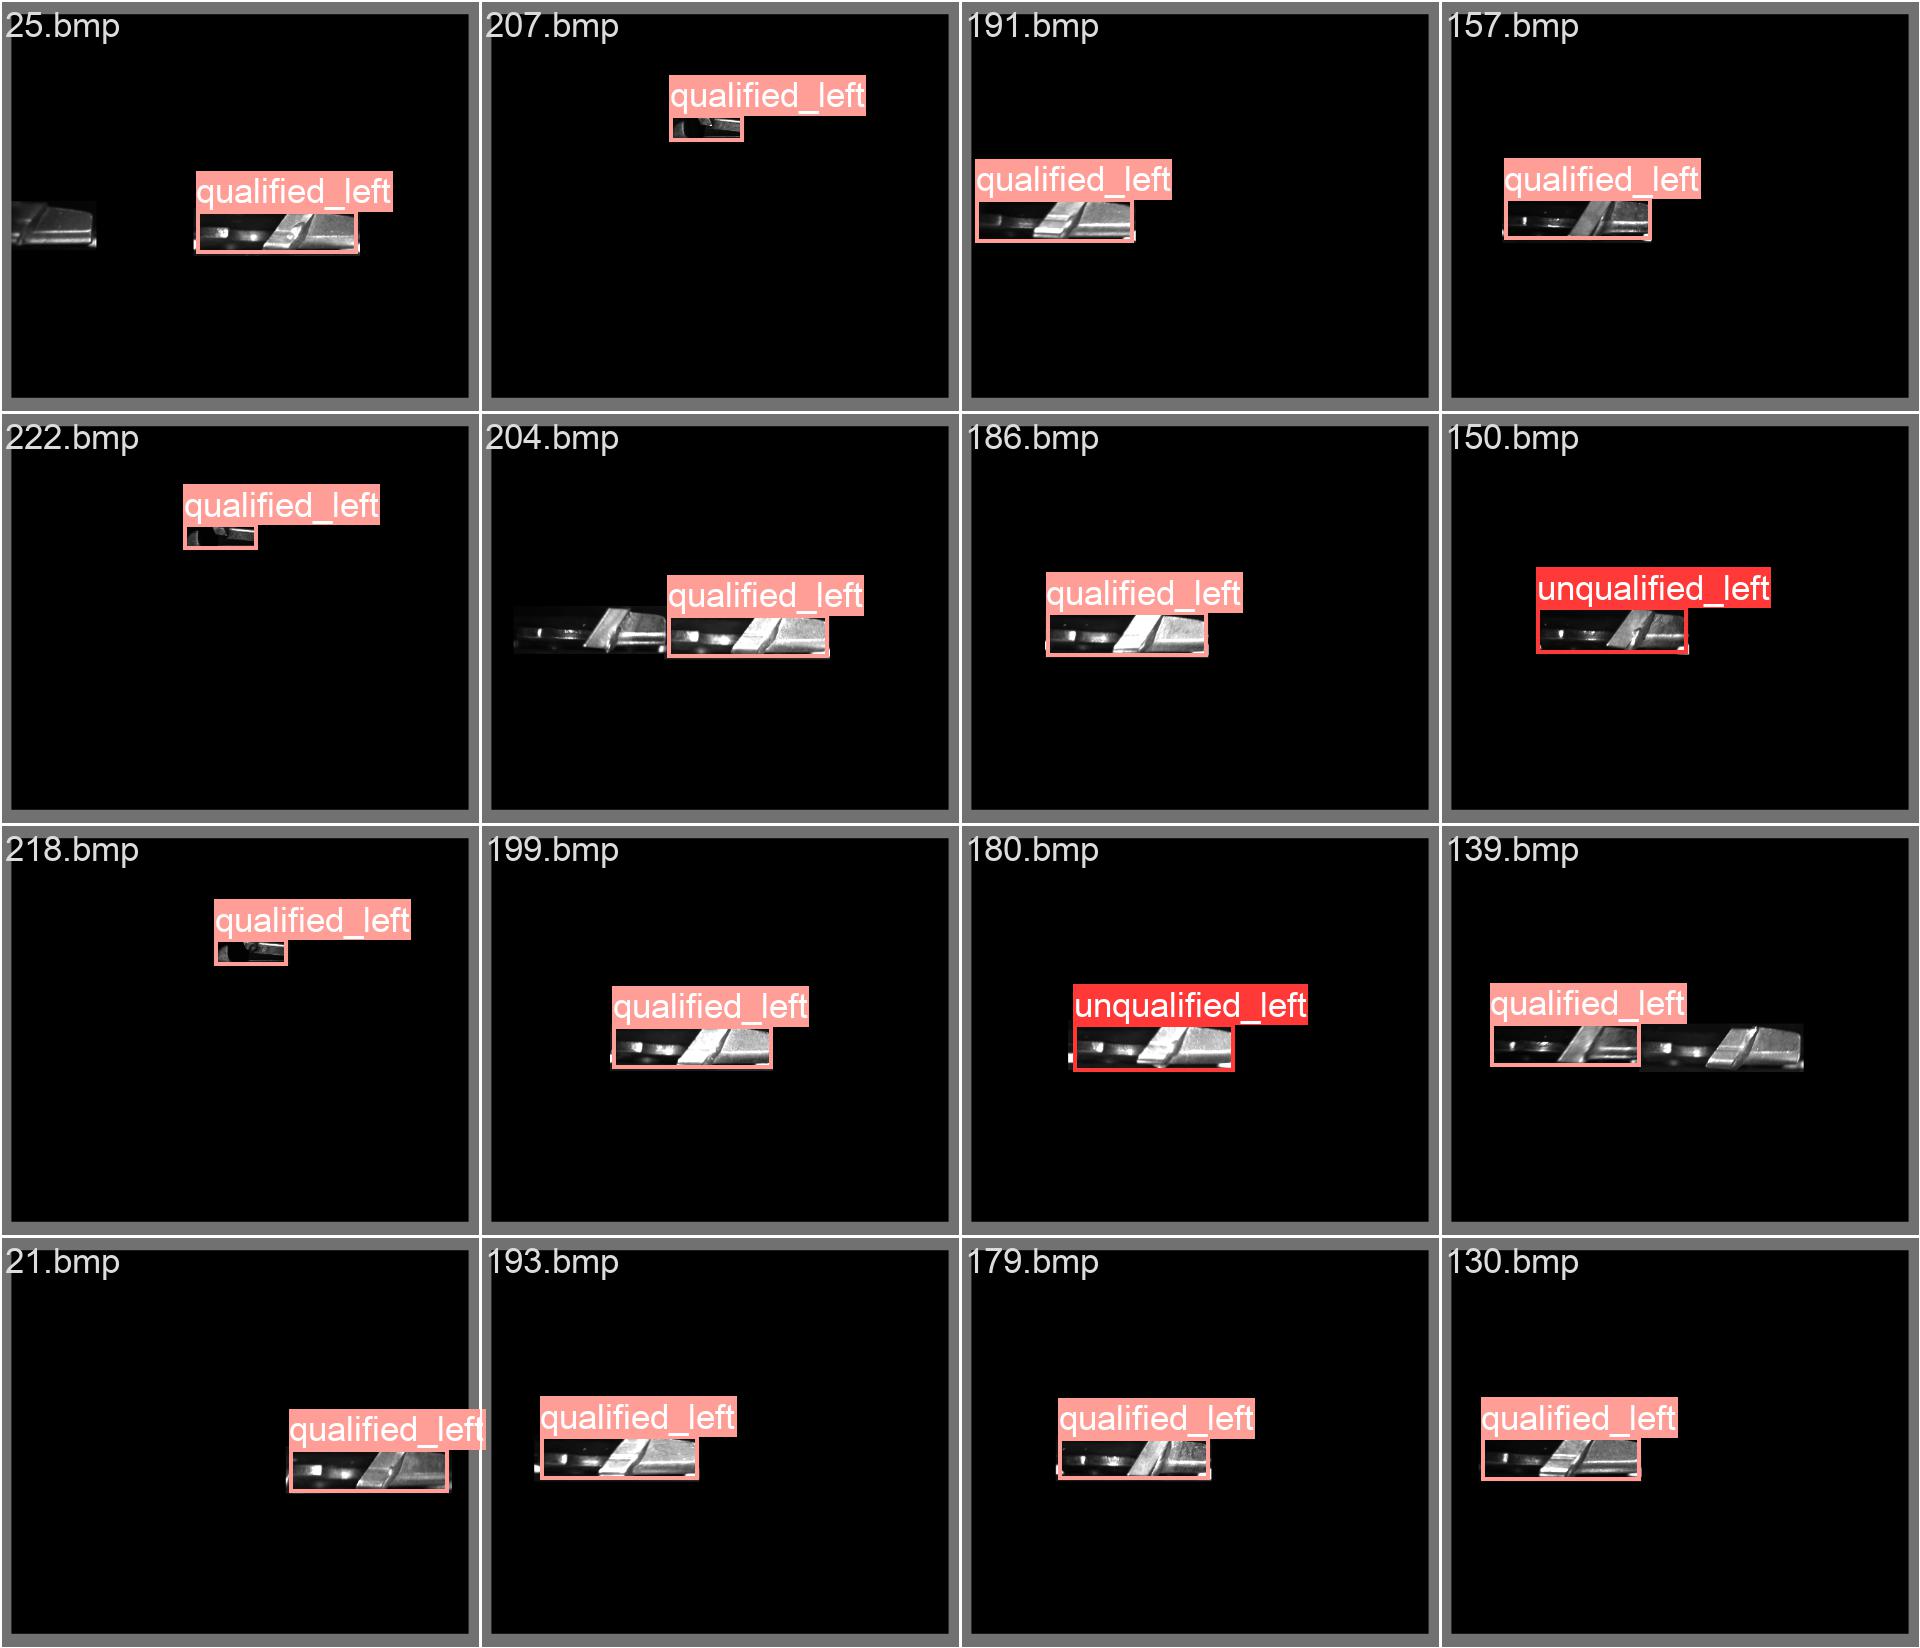 25.bmp
207.bmp
191.bmp
157.bmp
qualified_left
qualified_left
qualified_left
qualified_left
222.bmp
204.bmp
186.bmp
150.bmp
qualified_left
qualified_left
qualified_left
unqualified_left
218.bmp
199.bmp
180.bmp
139.bmp
qualified_left
qualified_left
unqualified_left
qualified_left
21.bmp
193.bmp
179.bmp
130.bmp
qualified_left
qualified_left
qualified_left
qualified_left